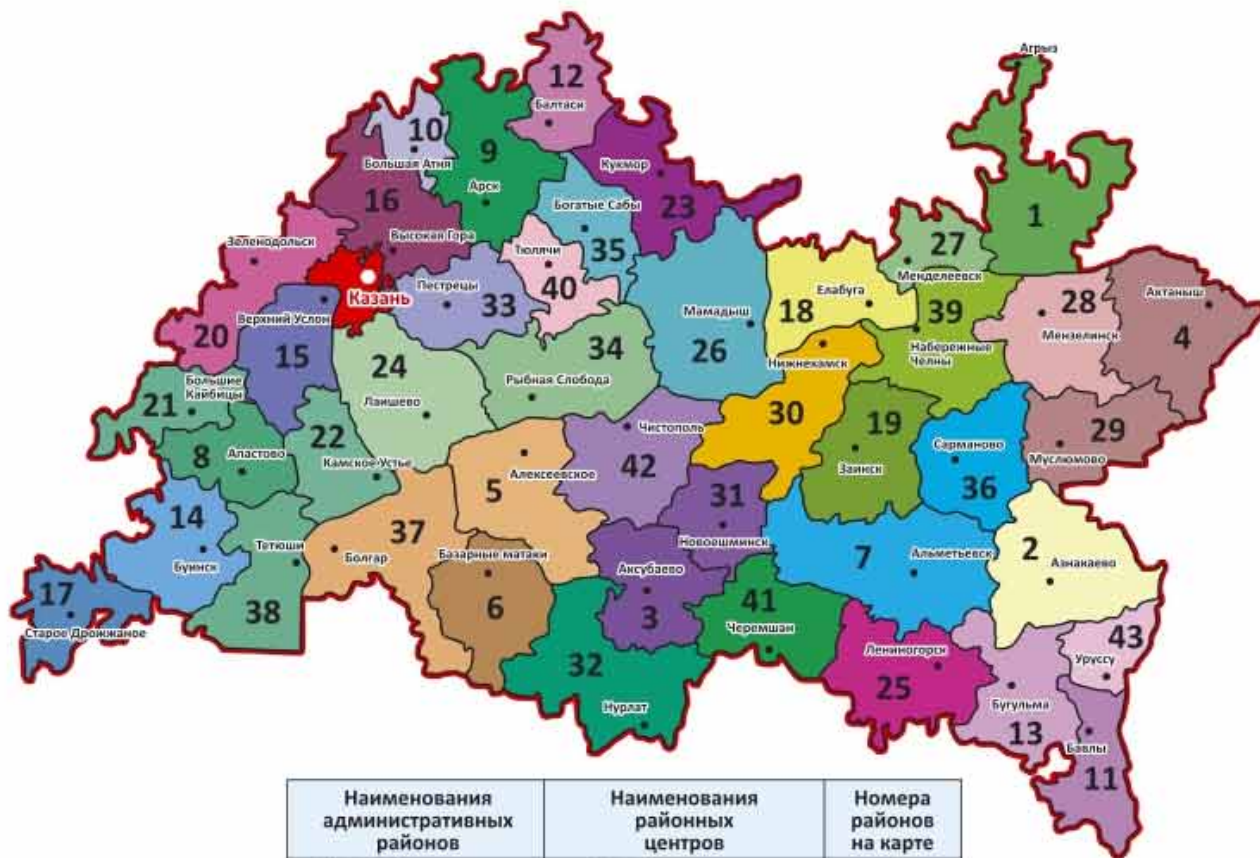 Агрыз
12
Балтаси
10
Большая Атня
9
Арск
Кукмор
23
16
Богатые Сабы
35
1
27
Менделеевск
Зеленодольск
Высокая Гора
Тюлячи
40
Казань
Пестрецы
33
Елабуга
18
39
28
Мензелинск
Актаныш
4
Верхний Услон
15
20
Мамадыш
26
Нижнекамск
Набережные
Челны
24
34
Рыбная Слобода
Лаишево
Большие
Кайбицы
21
22
30
19
Заинск
Сарманово
36
29
Муслюмово
8
Апастово
Камское Устье
Чистополь
42
Алексеевское
5
31
Новоешминск
14
Буинск
Тетюши
38
37
Болгар
Базарные матаки
6
Аксубаево
3
7
Альметьевск
2
Азнакаево
17
Старое Дрожжаное
41
Черемшан
32
Нурлат
Лениногорск
25
43
Уруссу
Бугульма
13
Бавлы
11
Наименования
административных
районов
Наименования
районных
центров
Номера
районов
на карте